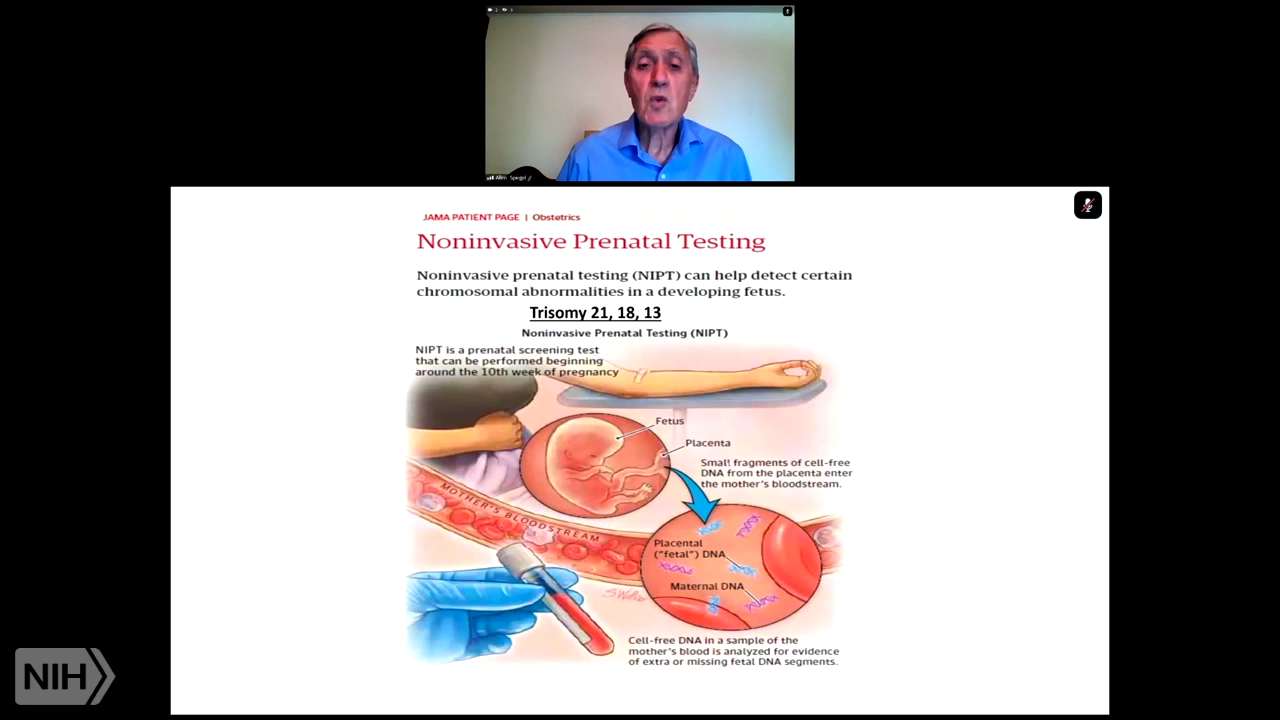 Allen Spiegel
JAMA PATIENT PAGE | Obstetrics
Noninvasive Prenatal Testing
Noninvasive prenatal testing (NIPT) can help detect certain
chromosomal abnormalities in a developing fetus.
Trisomy 21, 18, 13
Noninvasive Prenatal Testing (NIPT)
NIPT is a prenatal screening test
that can be performed beginning
around the 10th week of pregnancy
Fetus
Placenta
Small fragments of cell-free
DNA from the placenta enter
the mother's bloodstream.
MOTHER'S BLOODSTREAM
Placental
("fetal") DNA
Maternal DNA
Cell-free DNA in a sample of the
mother's blood is analyzed for evidence
of extra or missing fetal DNA segments.
NIH